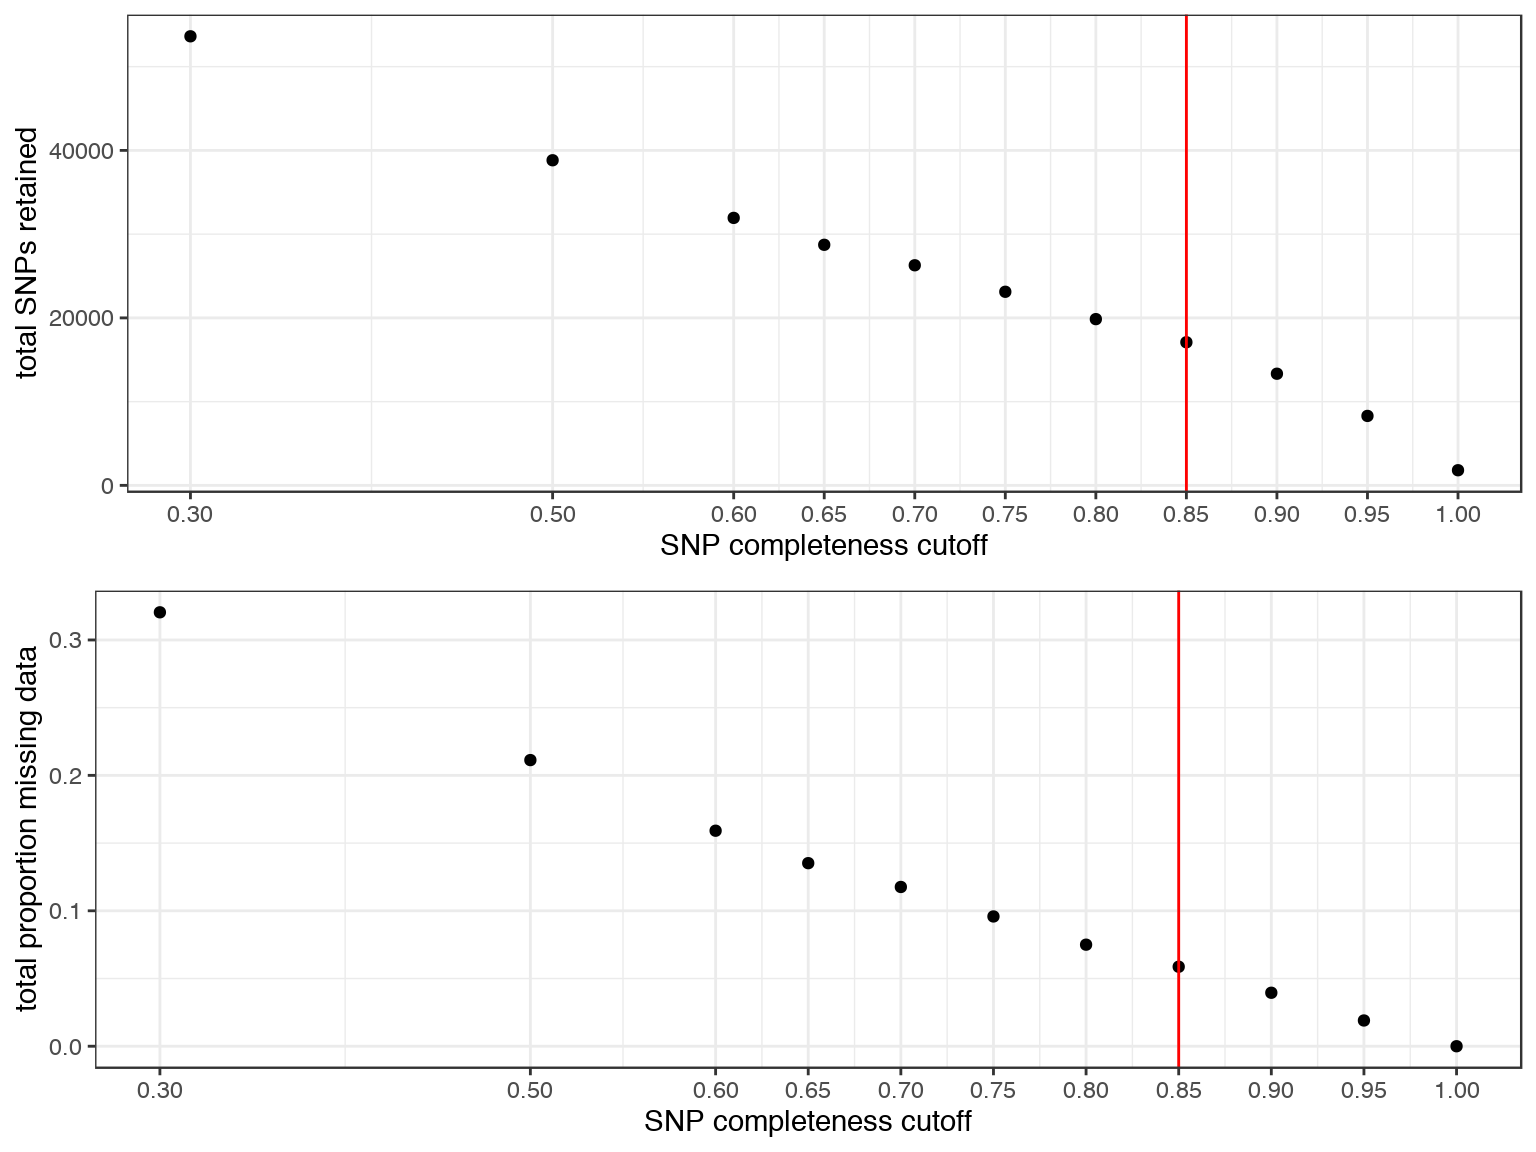 total SNPs retained
40000
20000
0
0.30 0.50 0.60 0.65 0.70 0.75 0.80 0.85 0.90 0.95 1.00
SNP completeness cutoff
total proportion missing data
0.3
0.2
0.1
0.0
0.30 0.50 0.60 0.65 0.70 0.75 0.80 0.85 0.90 0.95 1.00
SNP completeness cutoff